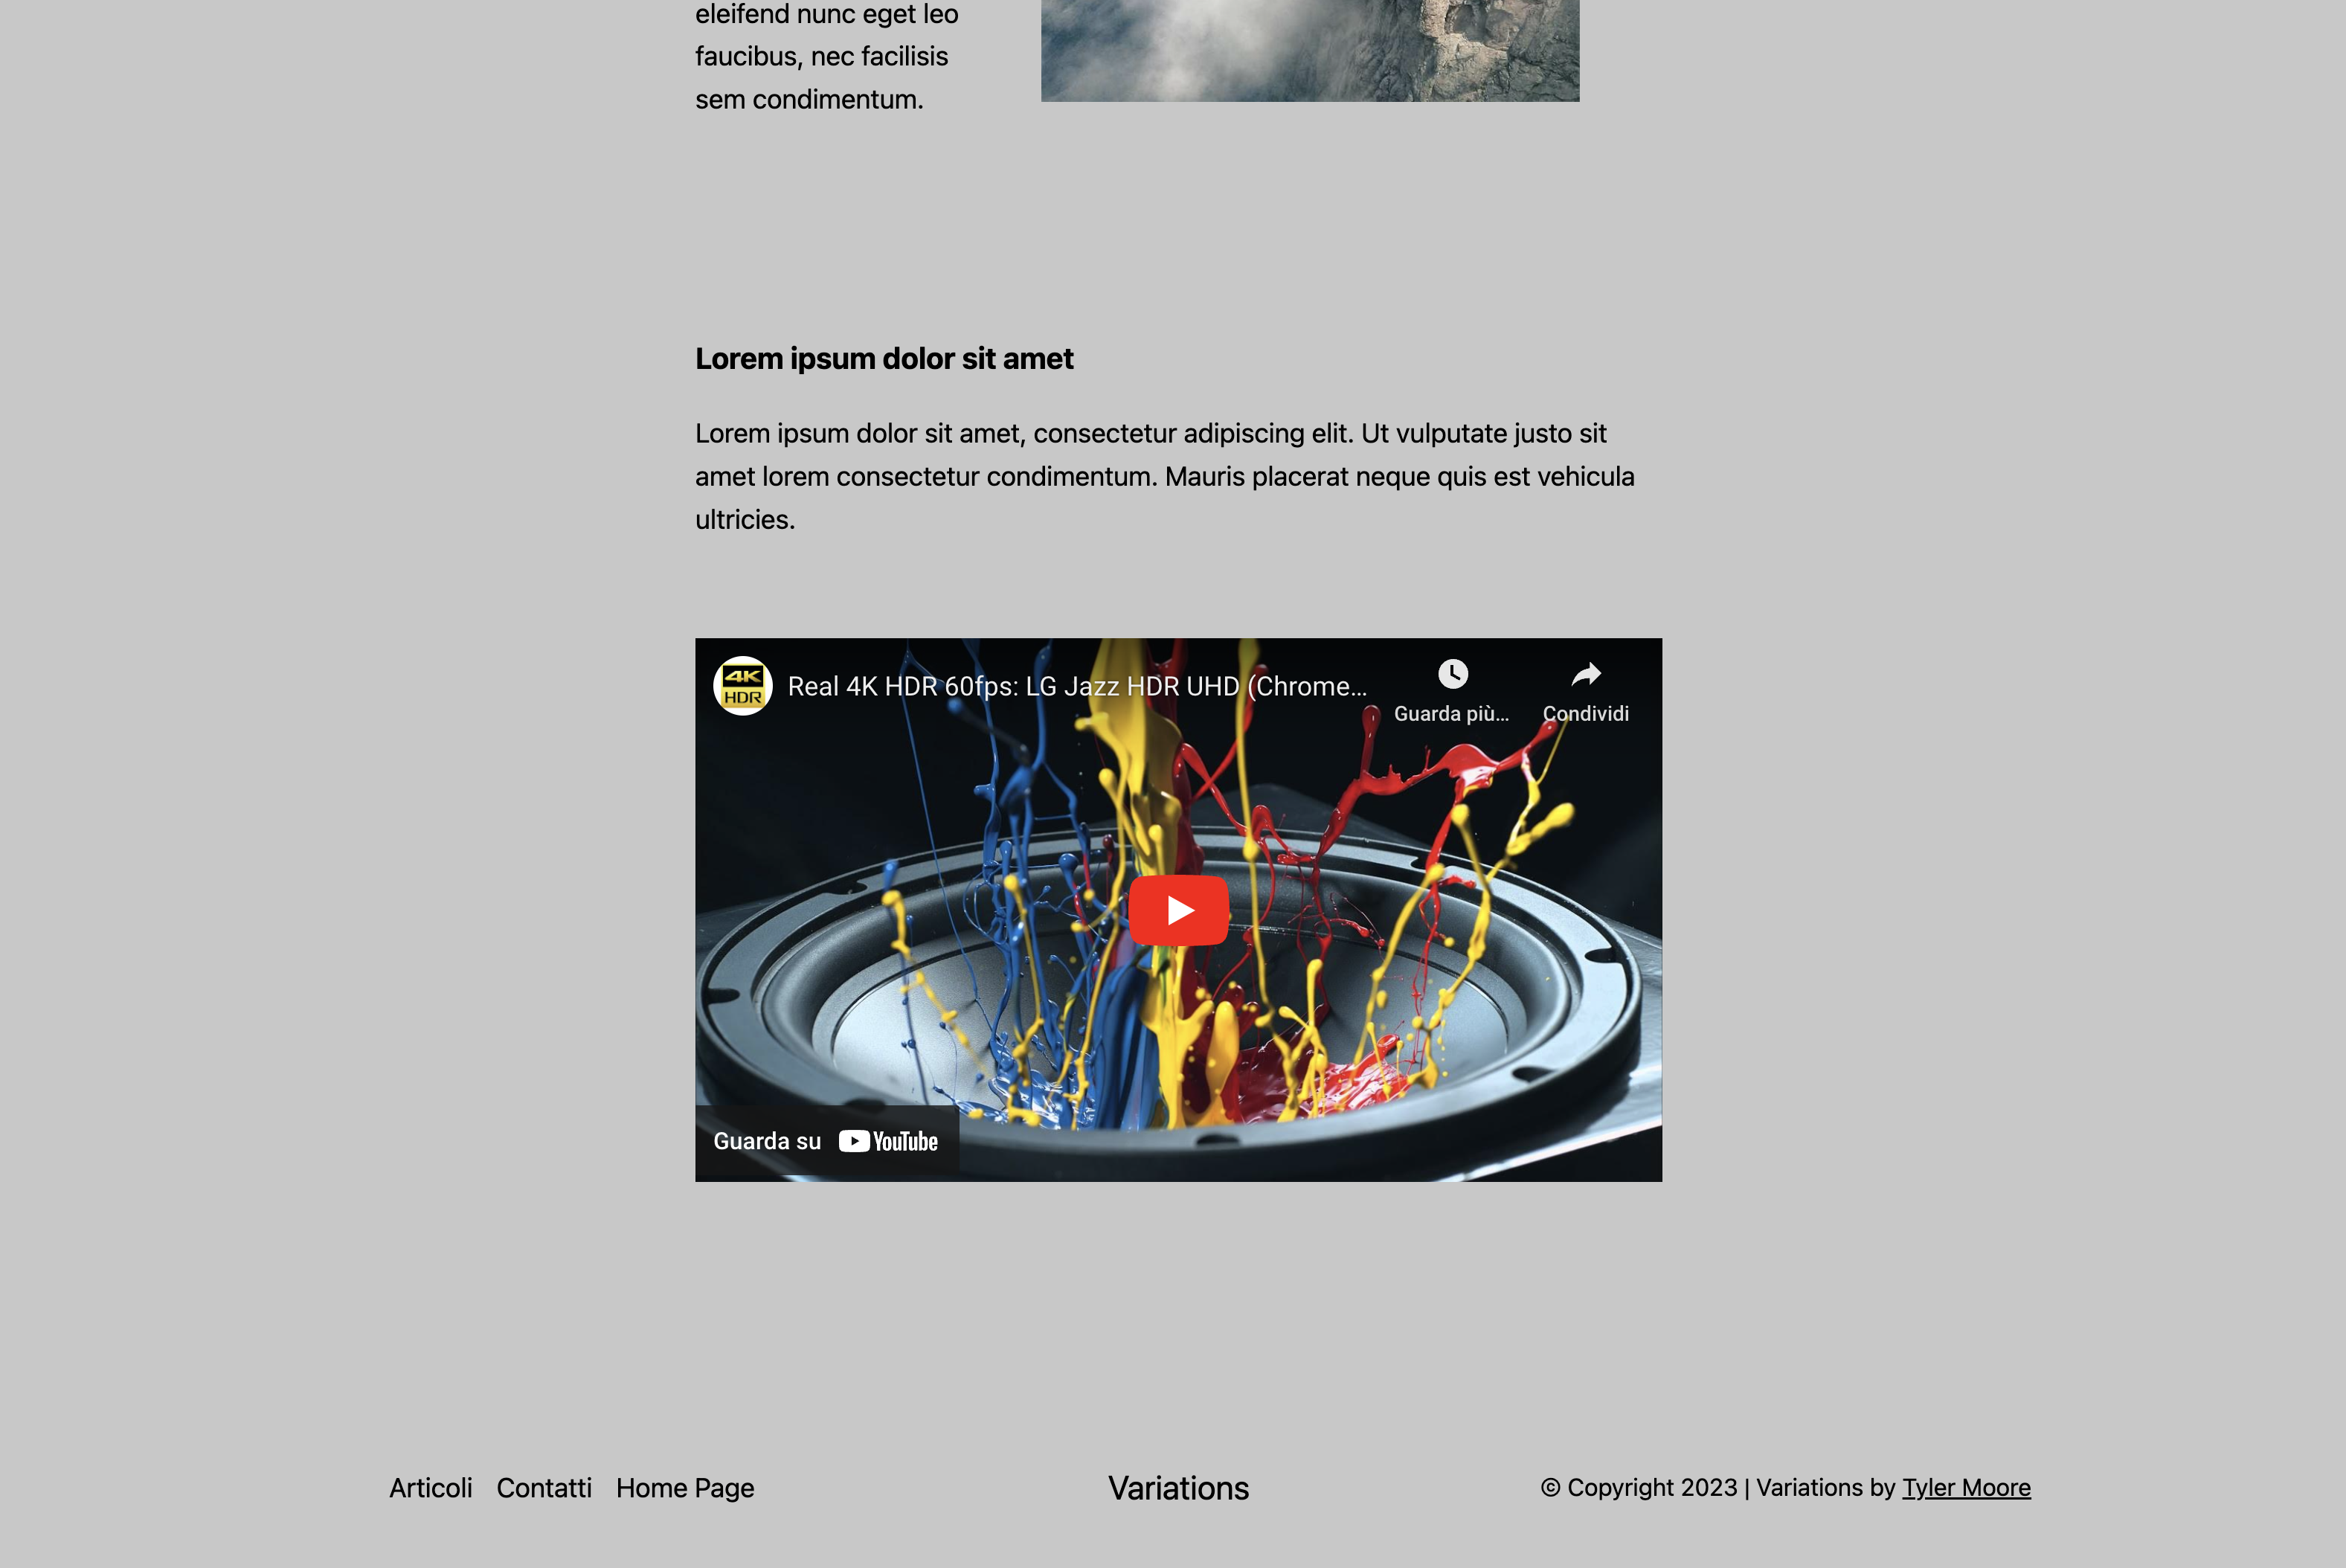 eleifend nunc eget leo
faucibus, nec facilisis
sem condimentum.
Lorem ipsum dolor sit amet
Lorem ipsum dolor sit amet, consectetur adipiscing elit. Ut vulputate justo sit
amet lorem consectetur condimentum. Mauris placerat neque quis est vehicula
ultricies.
4K
HDR
Real 4K HDR 60fps: LG Jazz HDR UHD (Chrome...
Guarda più...
Condividi
Guarda su YouTube
Articoli Contatti Home Page
Variations
© Copyright 2023 | Variations by Tyler Moore